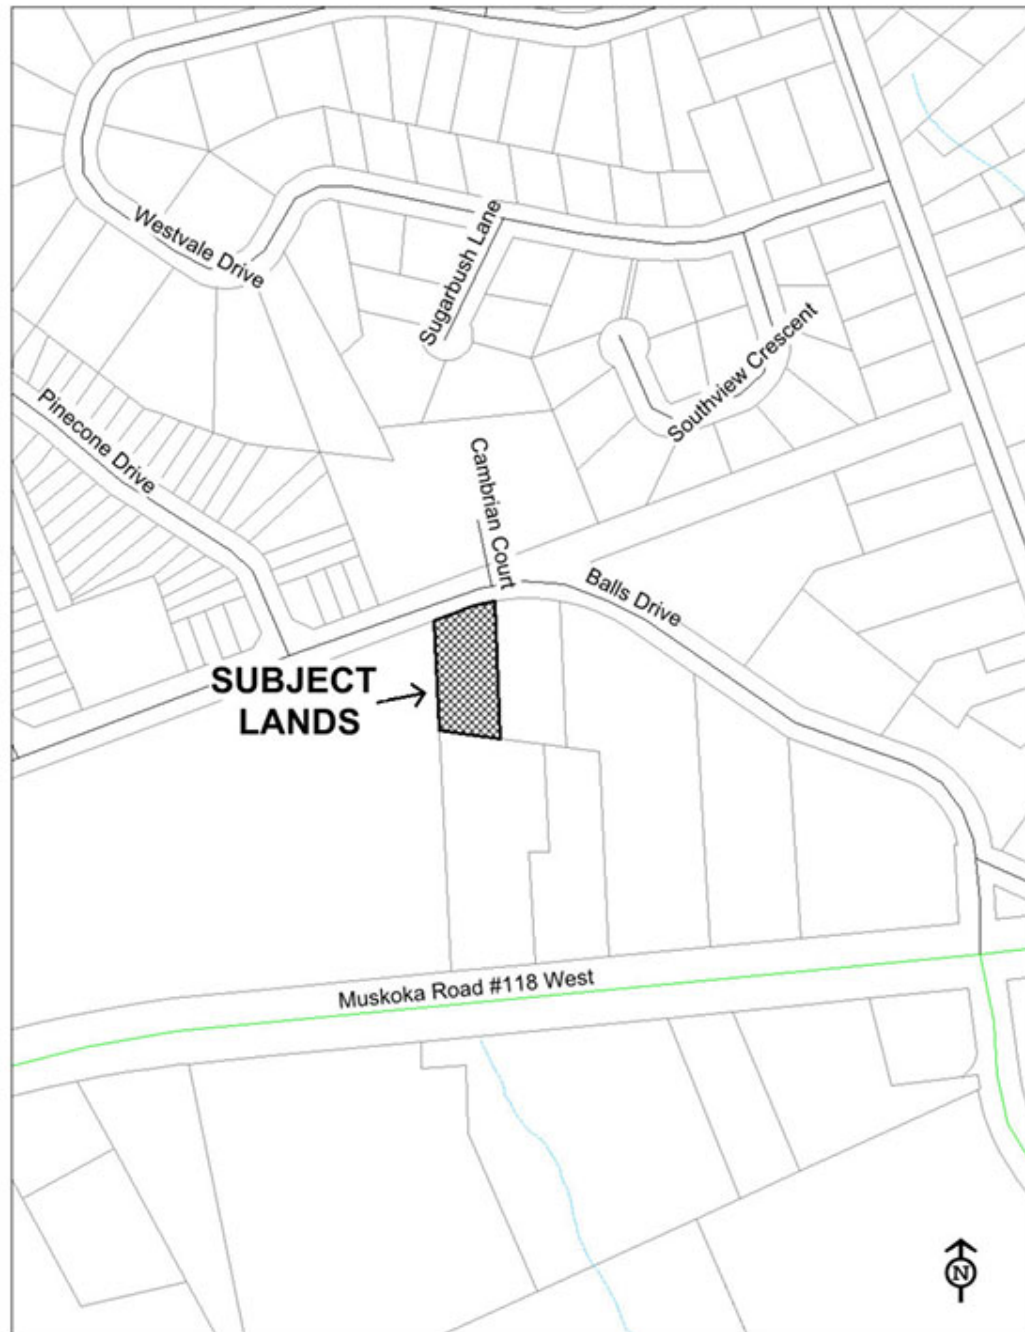 Westvale Drive
Sugarbush Lane
Southview Crescent
Pinecone Drive
Cambrian Court
Balls Drive
SUBJECT
LANDS
Muskoka Road #118 West
N